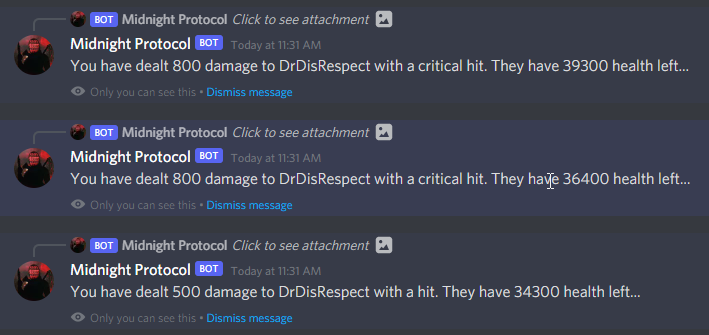 BOT Midnight Protocol Click to see attachment
Midnight Protocol BOT Today at 11:31 AM
You have dealt 800 damage to DrDisRespect with a critical hit. They have 39300 health left...
Only you can see this • Dismiss message
BOT Midnight Protocol Click to see attachment
Midnight Protocol BOT Today at 11:31 AM
You have dealt 800 damage to DrDisRespect with a critical hit. They have 36400 health left...
Only you can see this • Dismiss message
BOT Midnight Protocol Click to see attachment
Midnight Protocol BOT Today at 11:31 AM
You have dealt 500 damage to DrDisRespect with a hit. They have 34300 health left...
Only you can see this • Dismiss message